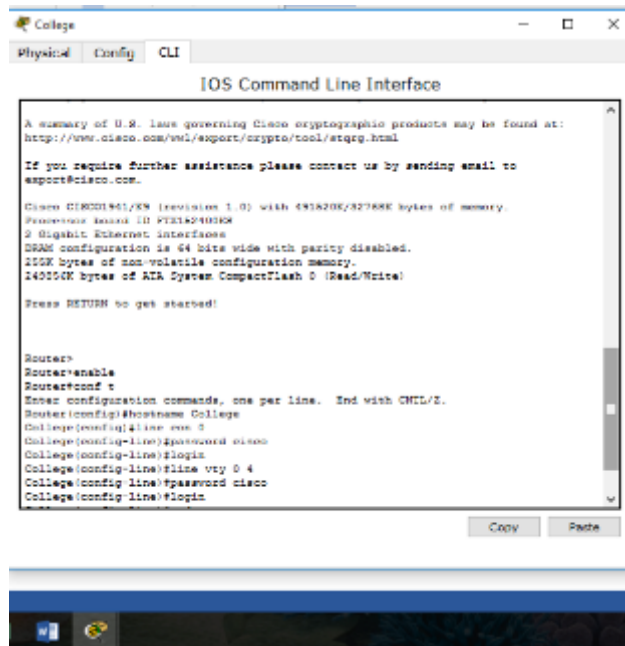 College
Physical Config CLI
IOS Command Line Interface
A summary of U.S. laws governing Cisco cryptographic products may be found at:
http://www.cisco.com/wwl/export/crypto/tool/stqrg.html
If you require further assistance please contact us by sending email to
export@cisco.com.
Cisco CISCO1941/K9 (revision 1.0) with 491520K/32768K bytes of memory.
Processor board ID
2 Gigabit Ethernet interfaces
DRAM configuration is 64 bits wide with parity disabled.
255K bytes of non-volatile configuration memory.
249856K bytes of ATA System CompactFlash 0 (Read/Write)
Press RETURN to get started!
Router>
Router>enable
Router#conf t
Enter configuration commands, one per line. End with CNTL/Z.
Router(config)#hostname College
College(config)#line con 0
College(config-line)#password cisco
College(config-line)#login
College(config-line)#line vty 0 4
College(config-line)#password cisco
College(config-line)#login
Copy Paste